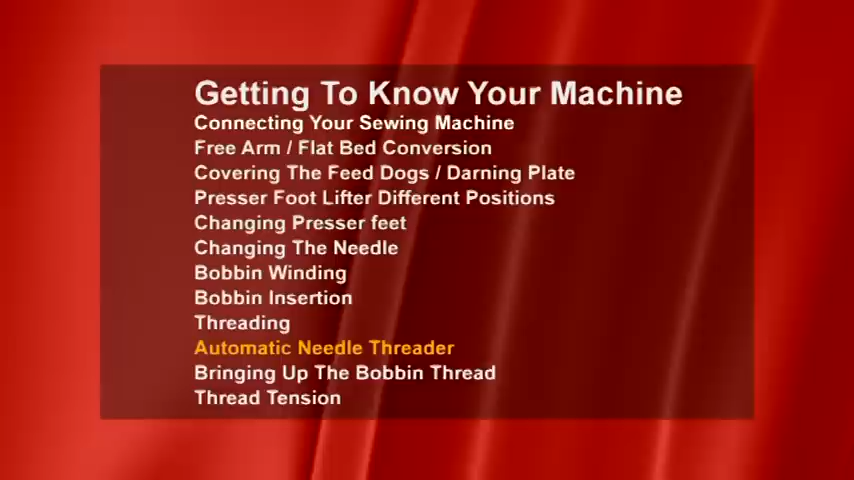 Getting To Know Your Machine
Connecting Your Sewing Machine
Free Arm / Flat Bed Conversion
Covering The Feed Dogs / Darning Plate
Presser Foot Lifter Different Positions
Changing Presser feet
Changing The Needle
Bobbin Winding
Bobbin Insertion
Threading
Automatic Needle Threader
Bringing Up The Bobbin Thread
Thread Tension